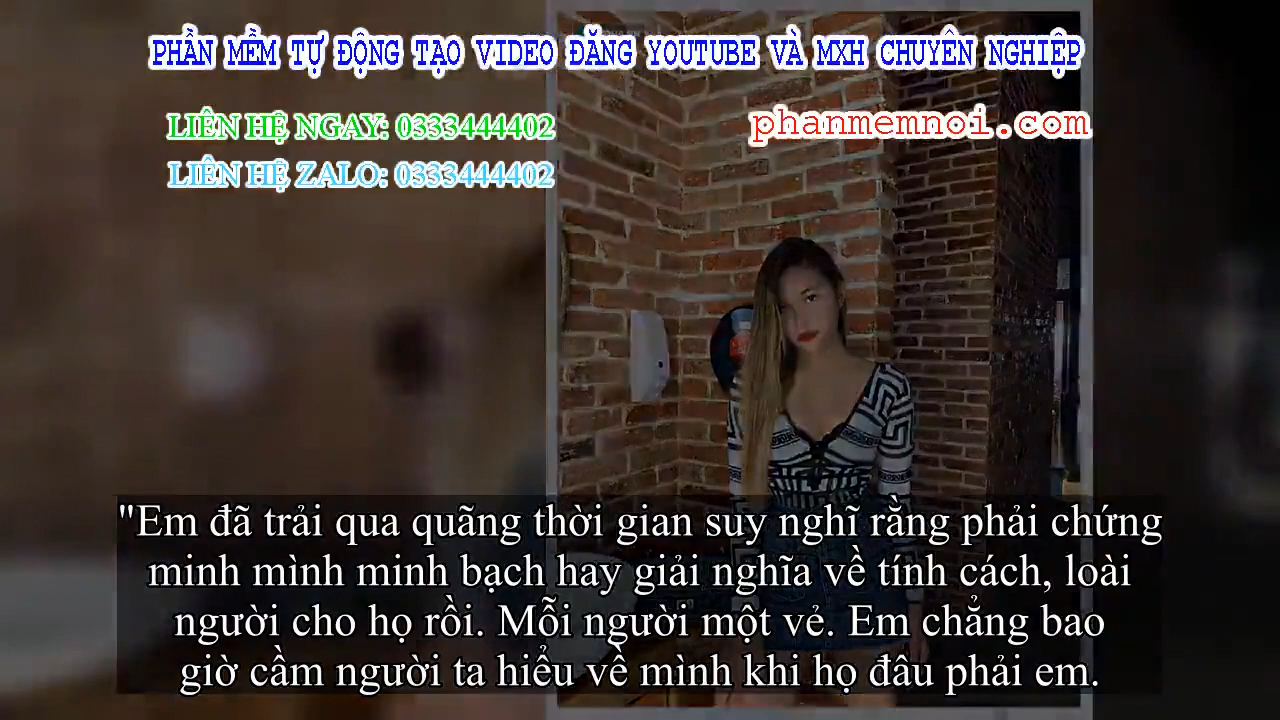 PHẦN MỀM TỰ ĐỘNG TẠO VIDEO ĐĂNG YOUTUBE VÀ MXH CHUYÊN NGHIỆP
LIÊN HỆ NGAY: 0333444402
phanmemnoi.com
LIÊN HỆ ZALO: 0333444402
"Em đã trải qua quãng thời gian suy nghĩ rằng phải chứng
minh mình minh bạch hay giải nghĩa về tính cách, loài
người cho họ rồi. Mỗi người một vẻ. Em chẳng bao
giờ cầm người ta hiểu về mình khi họ đâu phải em.